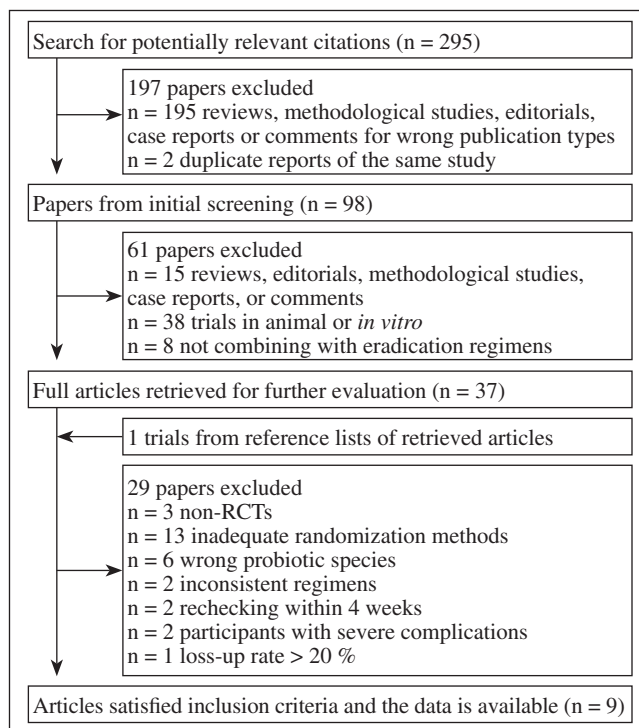 Search for potentially relevant citations (n = 295)
197 papers excluded
n = 195 reviews, methodological studies, editorials,
case reports or comments for wrong publication types
n = 2 duplicate reports of the same study
Papers from initial screening (n = 98)
61 papers excluded
n = 15 reviews, editorials, methodological studies,
case reports, or comments
n = 38 trials in animal or in vitro
n = 8 not combining with eradication regimens
Full articles retrieved for further evaluation (n = 37)
1 trials from reference lists of retrieved articles
29 papers excluded
n = 3 non-RCTs
n = 13 inadequate randomization methods
n = 6 wrong probiotic species
n = 2 inconsistent regimens
n = 2 rechecking within 4 weeks
n = 2 participants with severe complications
n = 1 loss-up rate > 20 %
Articles satisfied inclusion criteria and the data is available (n = 9)